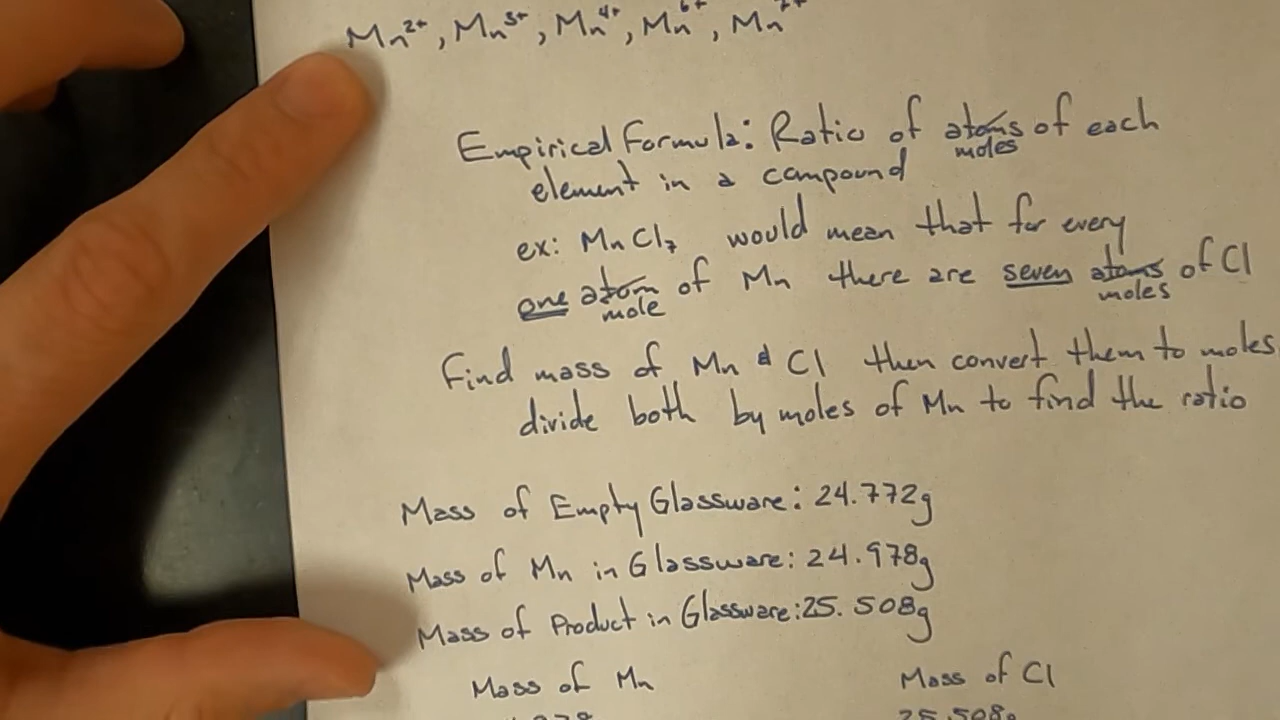 Mn²⁺, Mn³⁺, Mn⁴⁺, Mn⁶⁺, Mn⁷⁺
Empirical Formula: Ratio of atoms of each
moles
element in a compound
ex: MnCl₇ would mean that for every
one atom of Mn there are seven atoms of Cl
mole moles
Find mass of Mn & Cl then convert them to moles
divide both by moles of Mn to find the ratio
Mass of Empty Glassware: 24.772g
Mass of Mn in Glassware: 24.978g
Mass of Product in Glassware: 25.508g
Mass of Mn Mass of Cl
25.508g